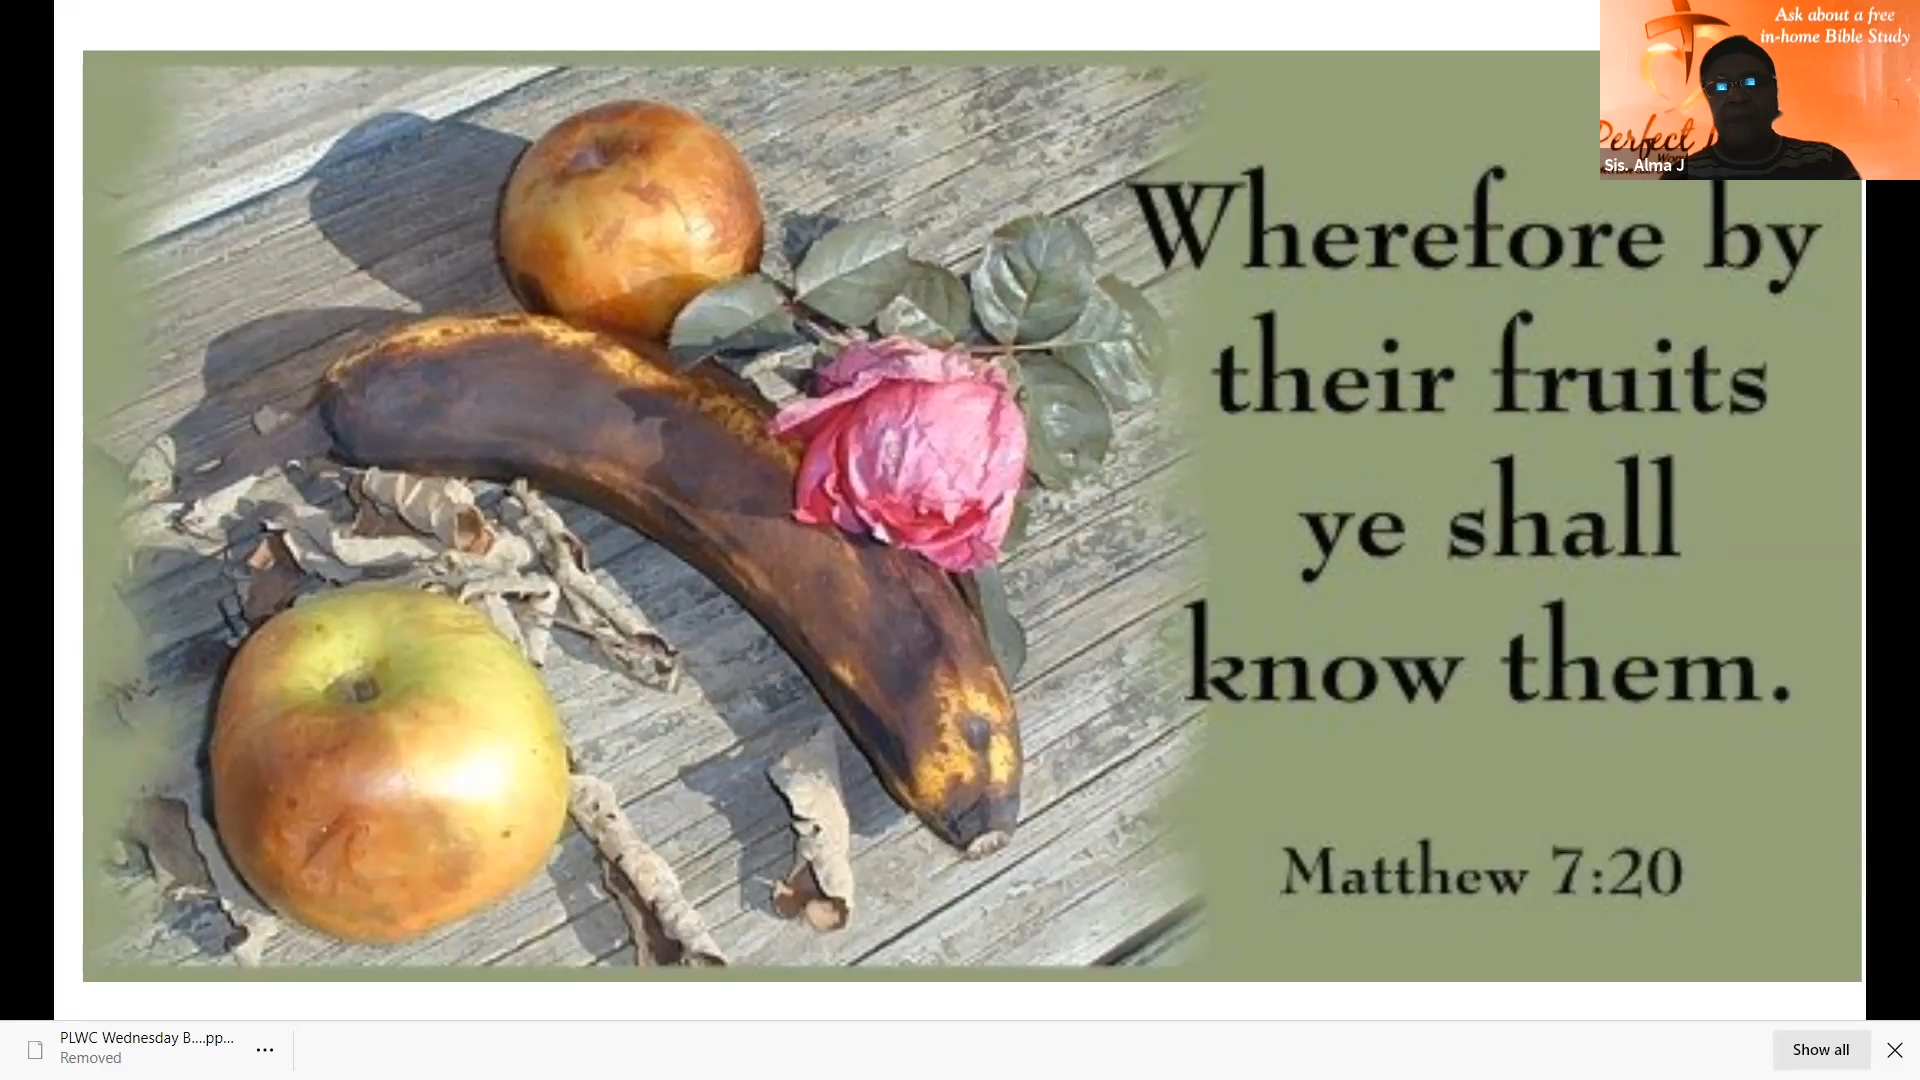 Ask about a free
in-home Bible Study
Perfect
Sis. Alma J
Wherefore by
their fruits
ye shall
know them.
Matthew 7:20
PLWC Wednesday B....pp...
Removed
Show all